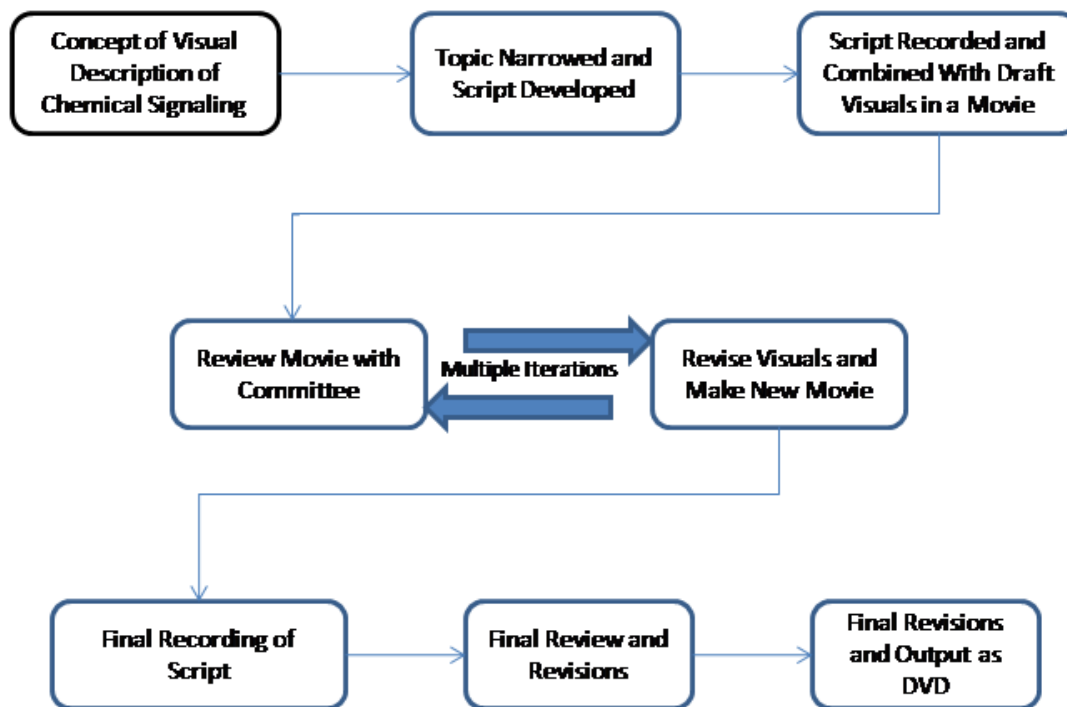 Concept of Visual
Description of
Chemical Signaling
Topic Narrowed and
Script Developed
Script Recorded and
Combined With Draft
Visuals in a Movie
Review Movie with
Committee
Multiple Iterations
Revise Visuals and
Make New Movie
Final Recording of
Script
Final Review and
Revisions
Final Revisions
and Output as
DVD